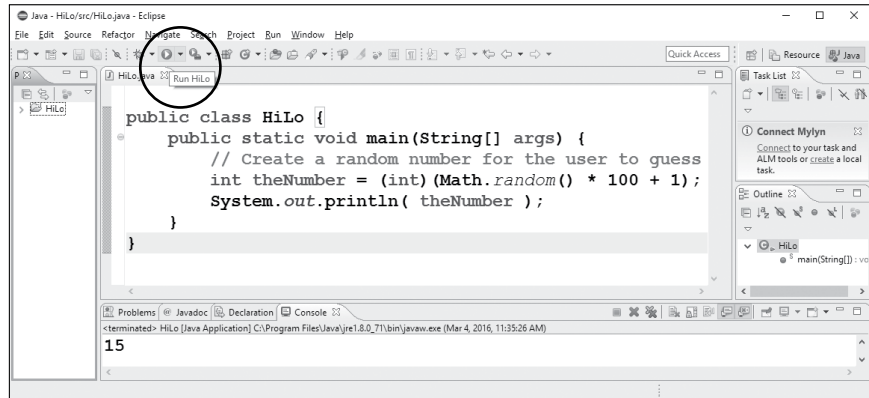 Java - HiLo/src/HiLo.java - Eclipse
File Edit Source Refactor Navigate Search Project Run Window Help
Quick Access
Resource
Java
P
HiLo.java
Run HiLo
Task List
HiLo
public class HiLo {
public static void main(String[] args) {
// Create a random number for the user to guess
int theNumber = (int)(Math.random() * 100 + 1);
System.out.println( theNumber );
}
}
Connect Mylyn
Connect to your task and
ALM tools or create a local
task.
Outline
HiLo
main(String[]) : vo
Problems Javadoc Declaration Console
<terminated> HiLo [Java Application] C:\Program Files\Java\jre1.8.0_71\bin\javaw.exe (Mar 4, 2016, 11:35:26 AM)
15